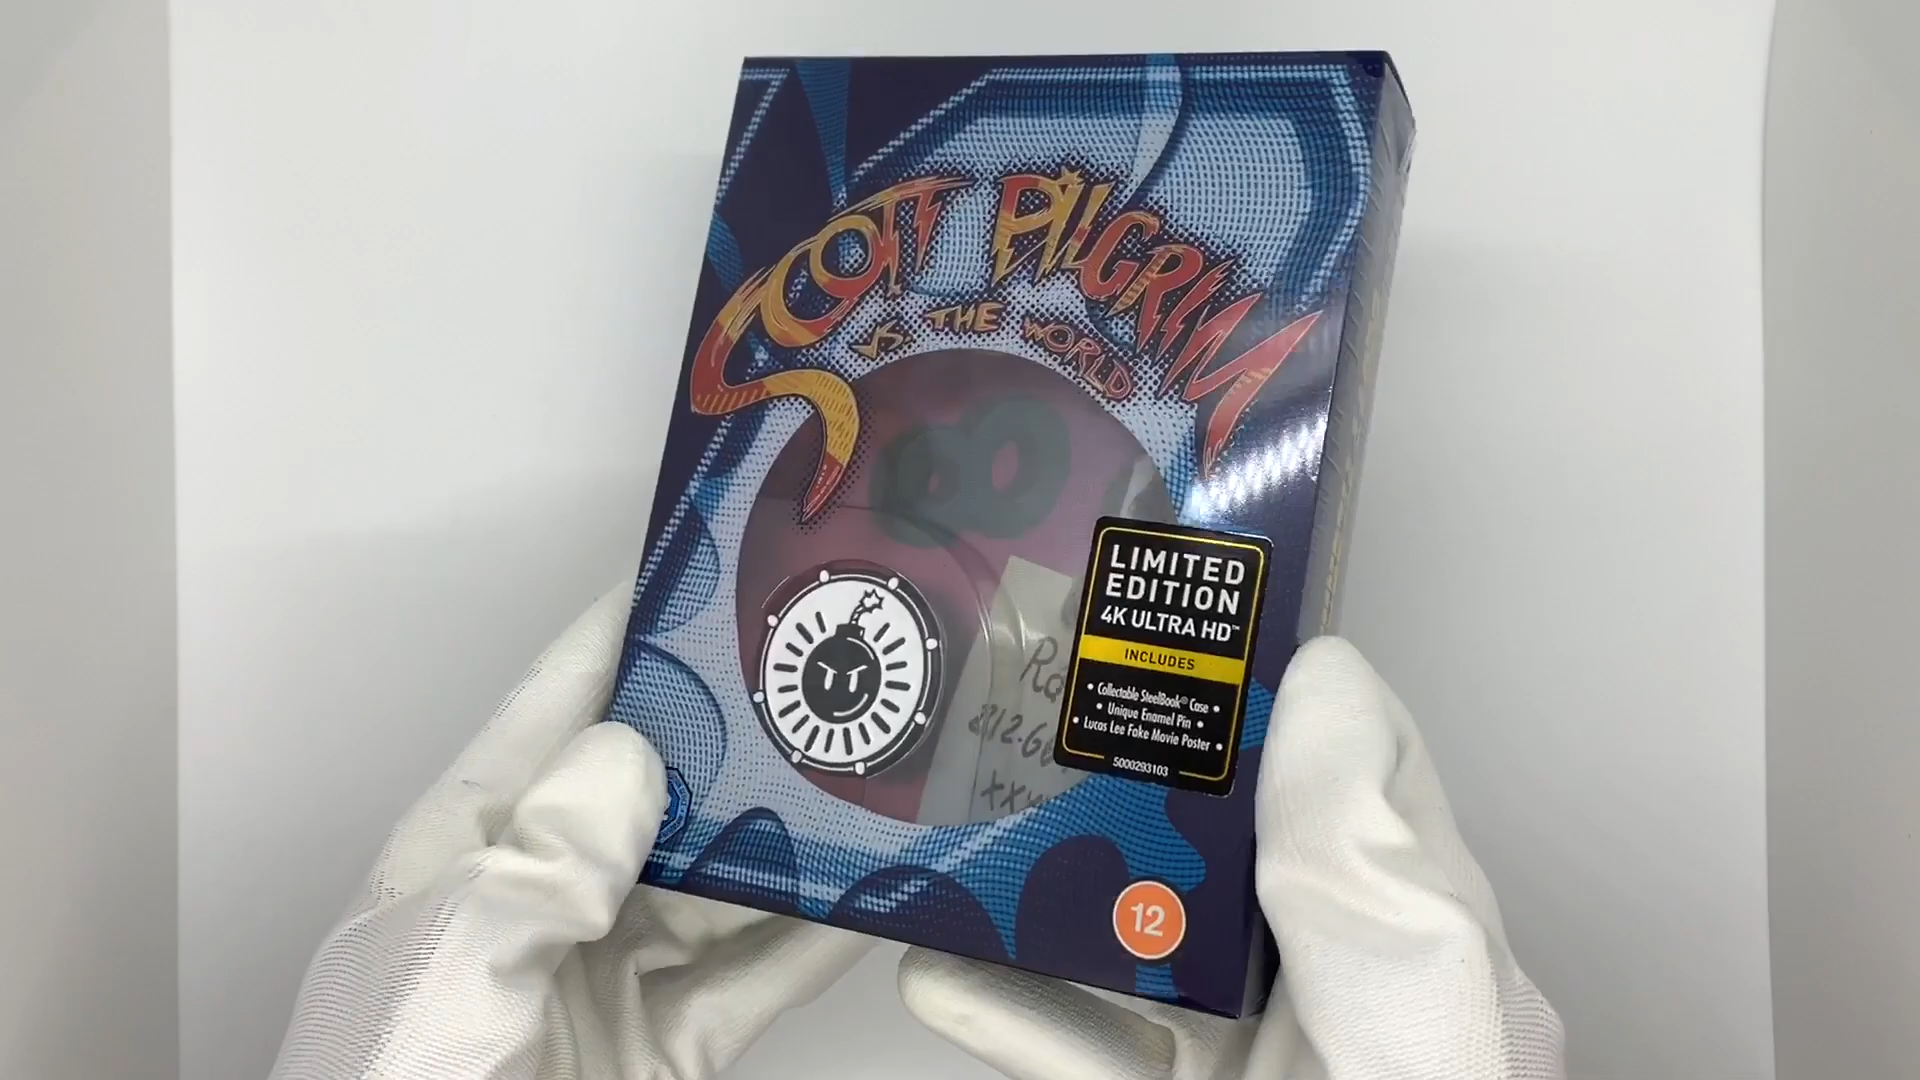 SCOTT PILGRIM
VS. THE WORLD
LIMITED
EDITION
4K ULTRA HD™
INCLUDES
• Collectable SteelBook® Case •
• Unique Enamel Pin •
• Lucas Lee Fake Movie Poster •
5000293103
12